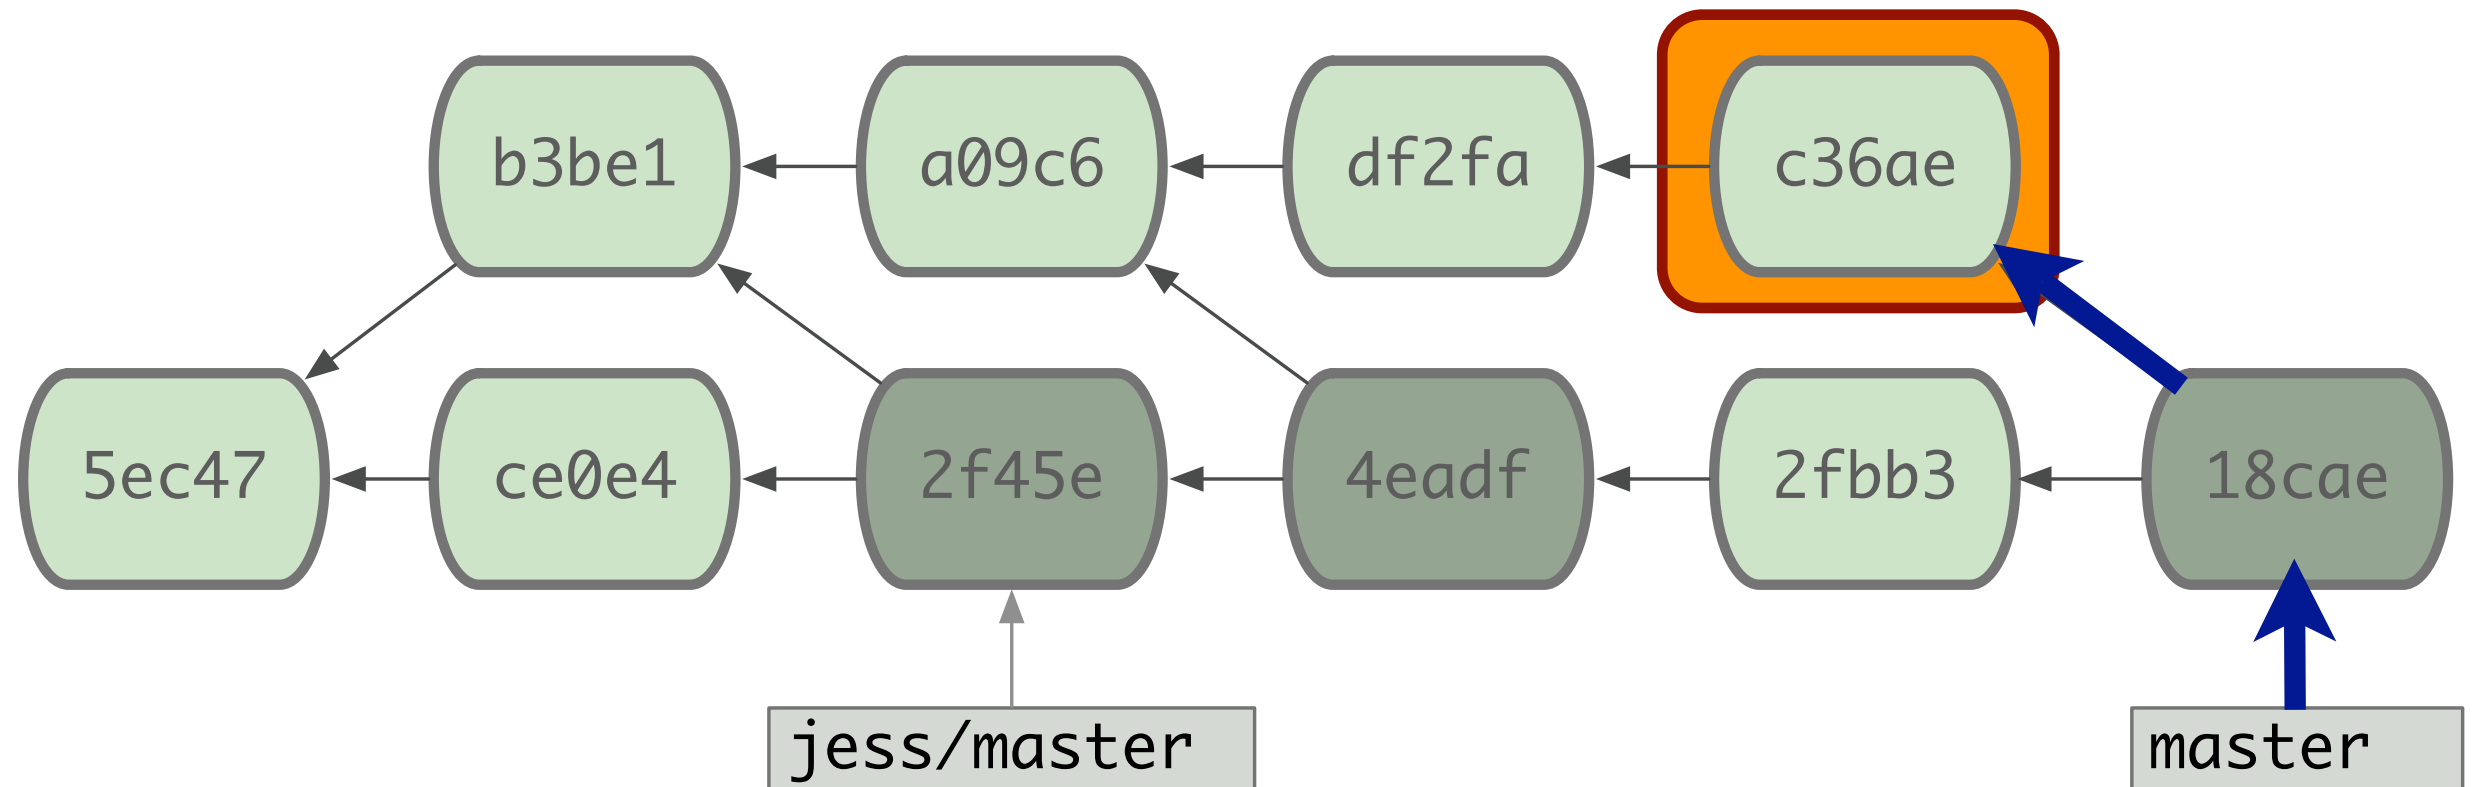 b3be1 a09c6 df2fa c36ae
5ec47 ce0e4 2f45e 4eadf 2fbb3 18cae
jess/master master